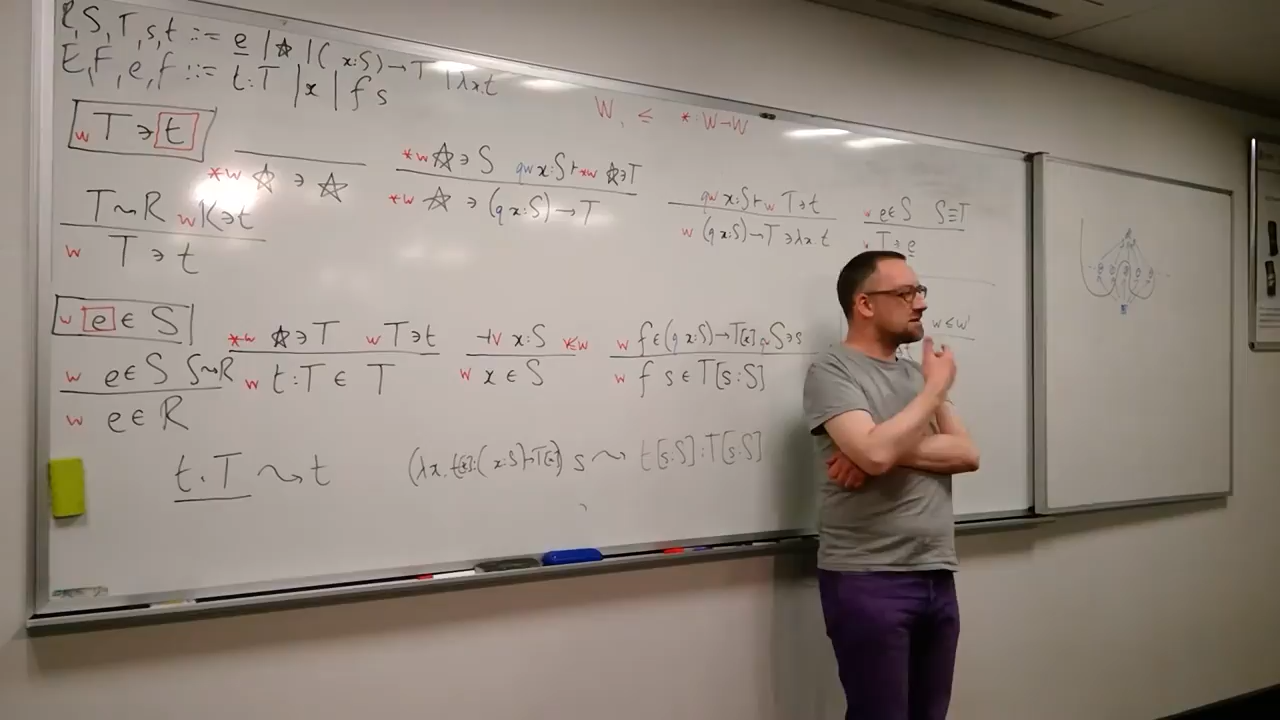 R, S, T, s, t ::= e | ☆ | (x:S) → T | λx.t
E, F, e, f ::= t:T | x | f s
W, ≤ *: W→W
w T ∋ t
*w ☆ ∋ ☆
*w ☆ ∋ S qw x:S ⊢ *w ☆ ∋ T
*w ☆ ∋ (q x:S) → T
qw x:S ⊢ w T ∋ t
w (q x:S) → T ∋ λx.t
w e ∈ S S ≡ T
w T ∋ e
T ⇝ R w R ∋ t
w T ∋ t
w e ∈ S
*w ☆ ∋ T w T ∋ t
w t:T ∈ T
⊣v x:S v≤w
w x ∈ S
w f ∈ (q x:S) → T[x] qw S ∋ s
w f s ∈ T[s:S]
w ≤ w'
w e ∈ S S ⇝ R
w e ∈ R
t:T ⇝ t
(λx.t[x]:(x:S)→T[x]) s ⇝ t[s:S]:T[s:S]